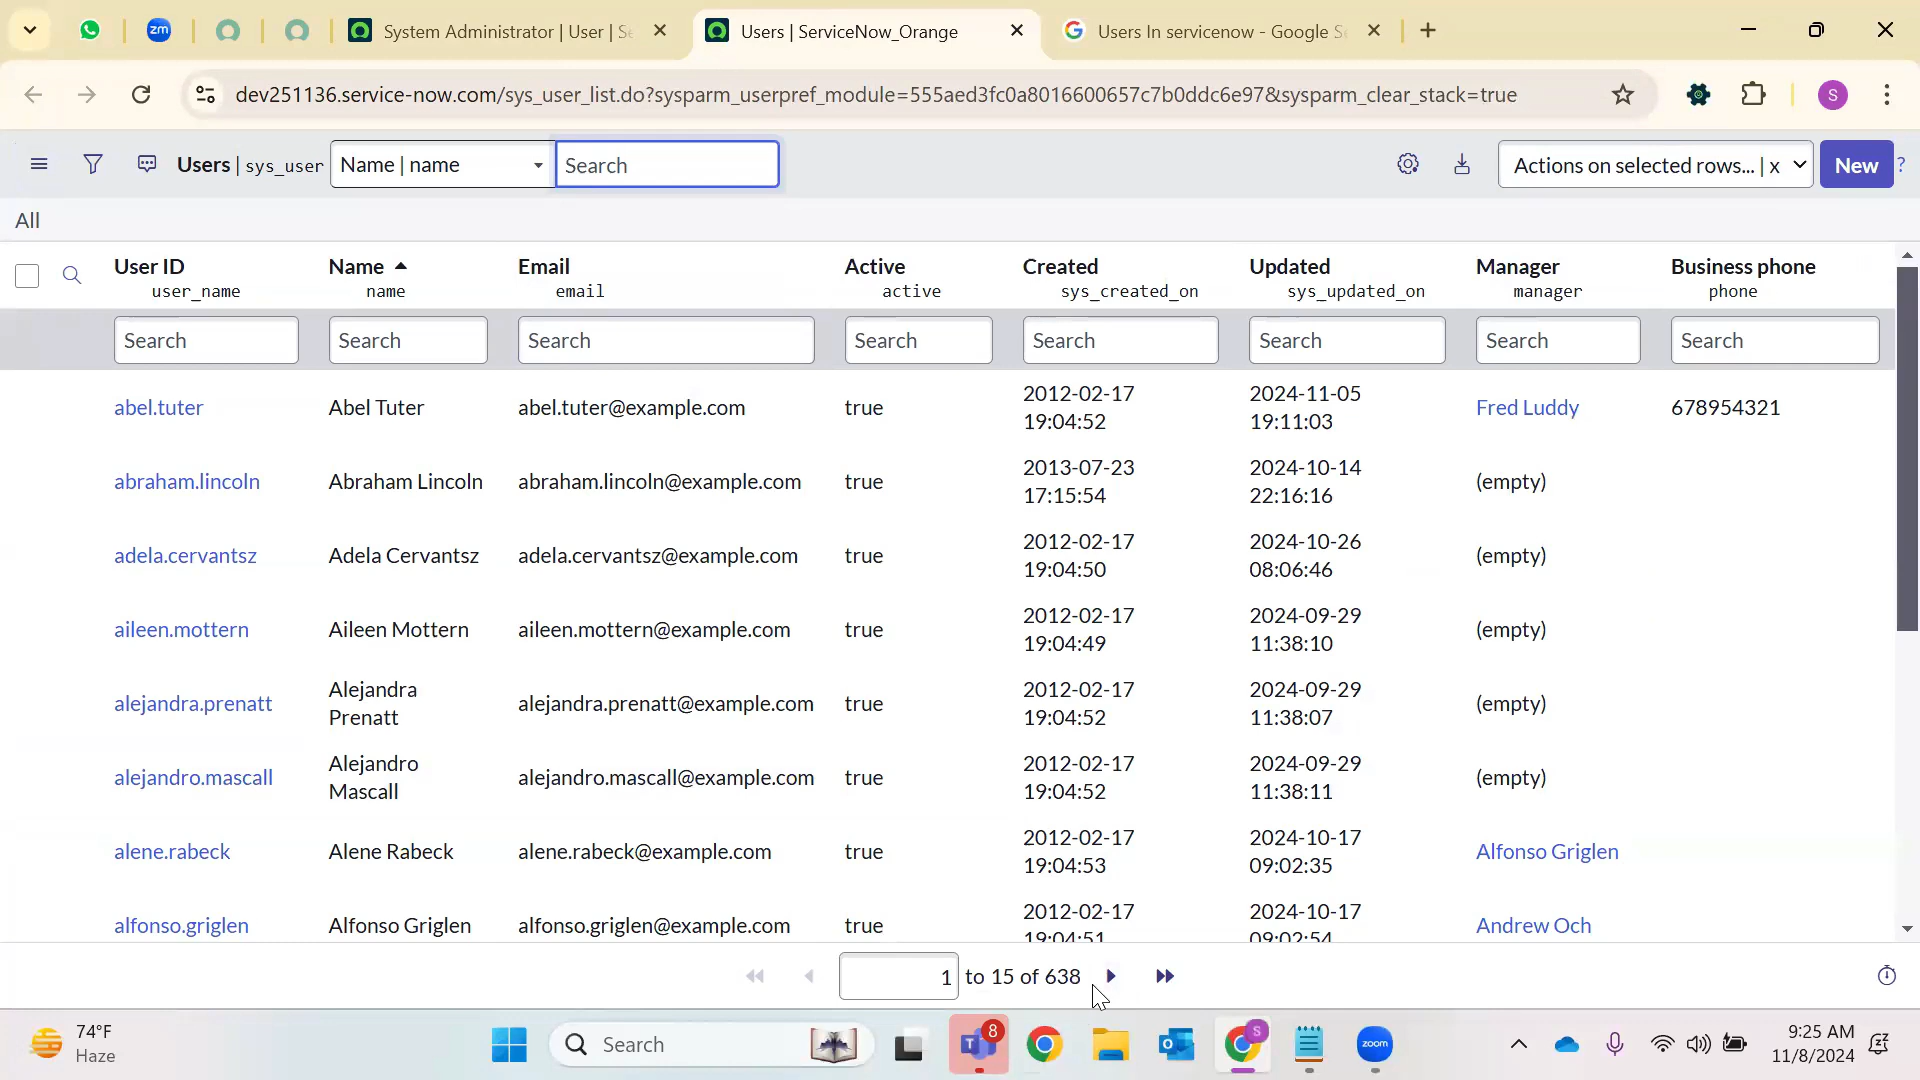 zm
System Administrator | User | Se
Users | ServiceNow_Orange
Users In servicenow - Google Se
dev251136.service-now.com/sys_user_list.do?sysparm_userpref_module=555aed3fc0a8016600657c7b0ddc6e97&sysparm_clear_stack=true
S
Users | sys_user
Name | name
Search
Actions on selected rows... | x
New
?
All
User ID Name Email Active Created Updated Manager Business phone
user_name name email active sys_created_on sys_updated_on manager phone
Search Search Search Search Search Search Search Search
abel.tuter Abel Tuter abel.tuter@example.com true 2012-02-17 19:04:52 2024-11-05 19:11:03 Fred Luddy 678954321
abraham.lincoln Abraham Lincoln abraham.lincoln@example.com true 2013-07-23 17:15:54 2024-10-14 22:16:16 (empty)
adela.cervantsz Adela Cervantsz adela.cervantsz@example.com true 2012-02-17 19:04:50 2024-10-26 08:06:46 (empty)
aileen.mottern Aileen Mottern aileen.mottern@example.com true 2012-02-17 19:04:49 2024-09-29 11:38:10 (empty)
alejandra.prenatt Alejandra Prenatt alejandra.prenatt@example.com true 2012-02-17 19:04:52 2024-09-29 11:38:07 (empty)
alejandro.mascall Alejandro Mascall alejandro.mascall@example.com true 2012-02-17 19:04:52 2024-09-29 11:38:11 (empty)
alene.rabeck Alene Rabeck alene.rabeck@example.com true 2012-02-17 19:04:53 2024-10-17 09:02:35 Alfonso Griglen
alfonso.griglen Alfonso Griglen alfonso.griglen@example.com true 2012-02-17 19:04:51 2024-10-17 09:02:54 Andrew Och
1 to 15 of 638
74°F
Haze
Search
8
T
S
zoom
9:25 AM
11/8/2024